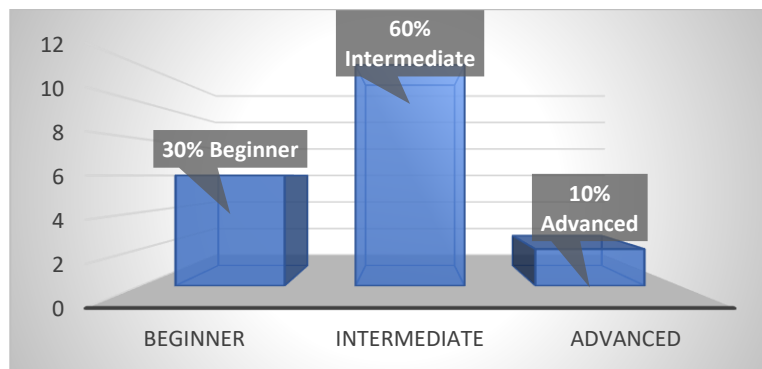 12
10
8
6
4
2
0
30% Beginner
60%
Intermediate
10%
Advanced
BEGINNER
INTERMEDIATE
ADVANCED